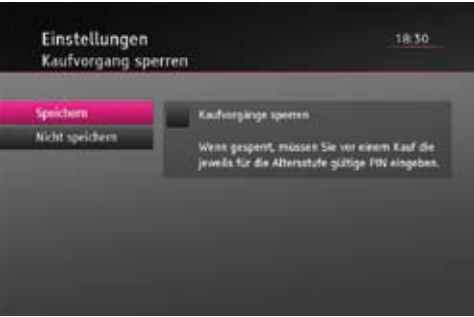 Einstellungen
18:30
Kaufvorgang sperren
Speichern
Nicht speichern
Kaufvorgänge sperren
Wenn gesperrt, müssen Sie vor einem Kauf die
jeweils für die Altersstufe gültige PIN eingeben.